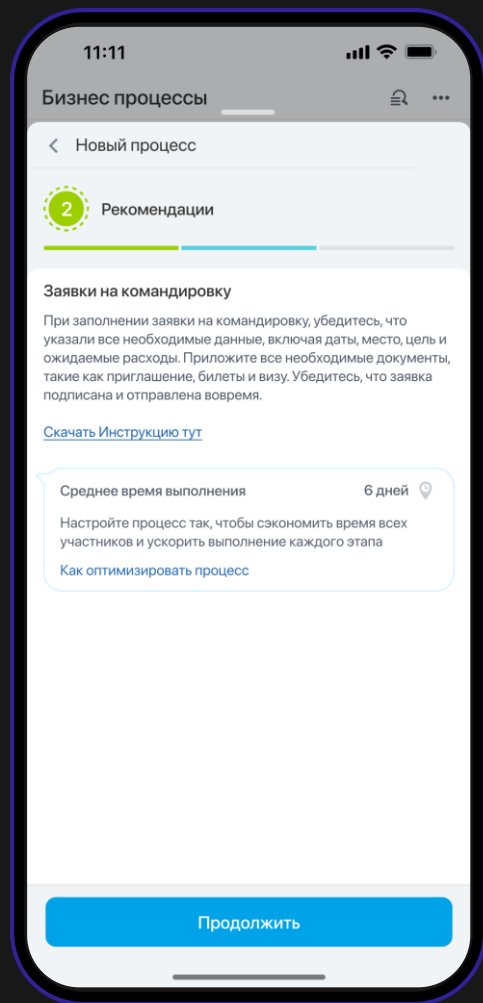 11:11
Бизнес процессы
Новый процесс
2 Рекомендации
Заявки на командировку
При заполнении заявки на командировку, убедитесь, что
указали все необходимые данные, включая даты, место, цель и
ожидаемые расходы. Приложите все необходимые документы,
такие как приглашение, билеты и визу. Убедитесь, что заявка
подписана и отправлена вовремя.
Скачать Инструкцию тут
Среднее время выполнения 6 дней
Настройте процесс так, чтобы сэкономить время всех
участников и ускорить выполнение каждого этапа
Как оптимизировать процесс
Продолжить